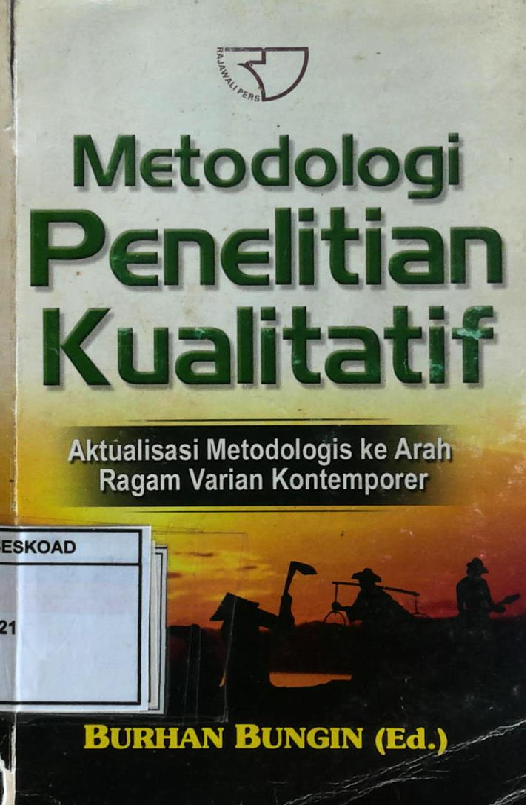 RAJAWALI PERS
Metodologi
Penelitian
Kualitatif
Aktualisasi Metodologis ke Arah
Ragam Varian Kontemporer
ESKOAD
21
BURHAN BUNGIN (Ed.)